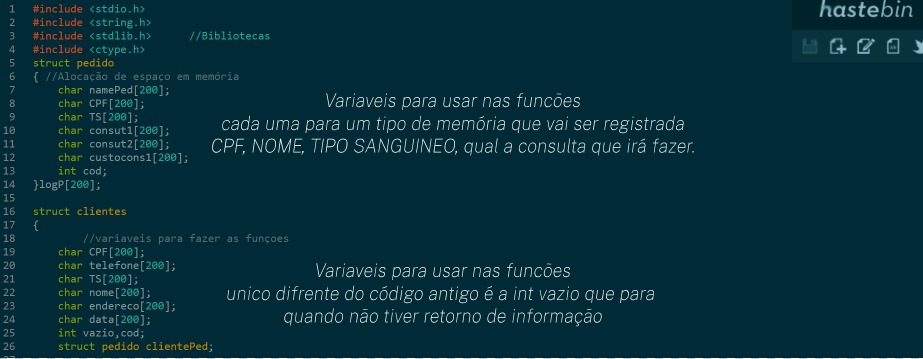 hastebin
1 #include <stdio.h>
2 #include <string.h>
3 #include <stdlib.h> //Bibliotecas
4 #include <ctype.h>
5 struct pedido
6 { //Alocação de espaço em memória
7 char namePed[200];
8 char CPF[200];
9 char TS[200];
10 char consut1[200];
11 char consut2[200];
12 char custocons1[200];
13 int cod;
14 }logP[200];
15
16 struct clientes
17 {
18 //variaveis para fazer as funçoes
19 char CPF[200];
20 char telefone[200];
21 char TS[200];
22 char nome[200];
23 char endereco[200];
24 char data[200];
25 int vazio,cod;
26 struct pedido clientePed;
Variaveis para usar nas funcões
cada uma para um tipo de memória que vai ser registrada
CPF, NOME, TIPO SANGUINEO, qual a consulta que irá fazer.
Variaveis para usar nas funcões
unico difrente do código antigo é a int vazio que para
quando não tiver retorno de informação